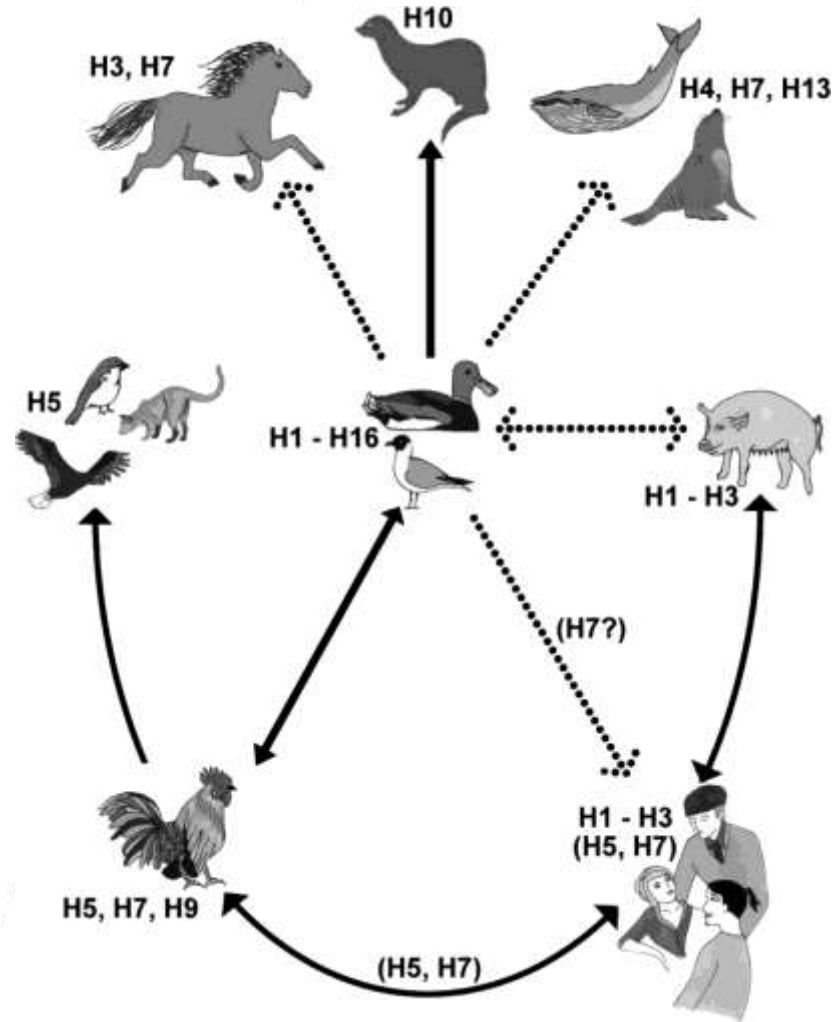 H10
H3, H7
H4, H7, H13
H5
H1 - H16
H1 - H3
(H7?)
H1 - H3
(H5, H7)
H5, H7, H9
(H5, H7)